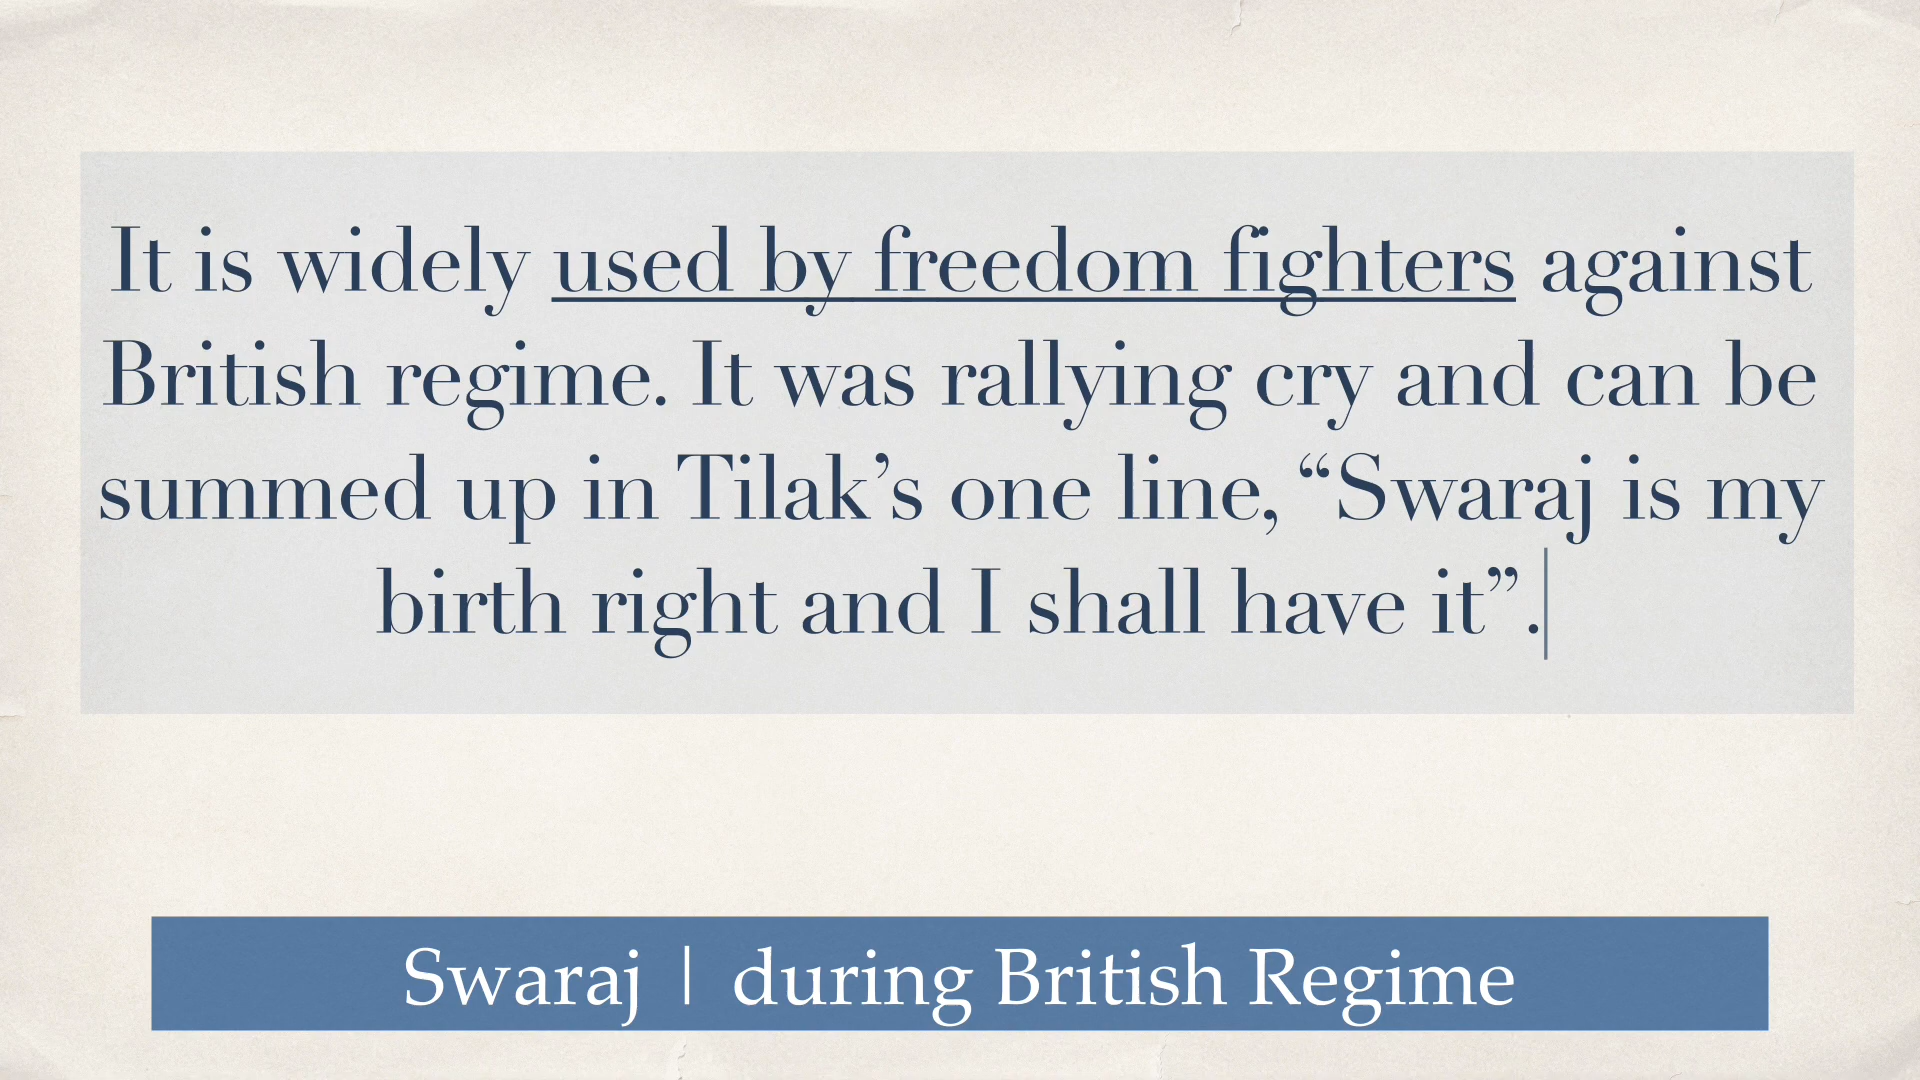 It is widely used by freedom fighters against
British regime. It was rallying cry and can be
summed up in Tilak’s one line, “Swaraj is my
birth right and I shall have it”.
Swaraj | during British Regime